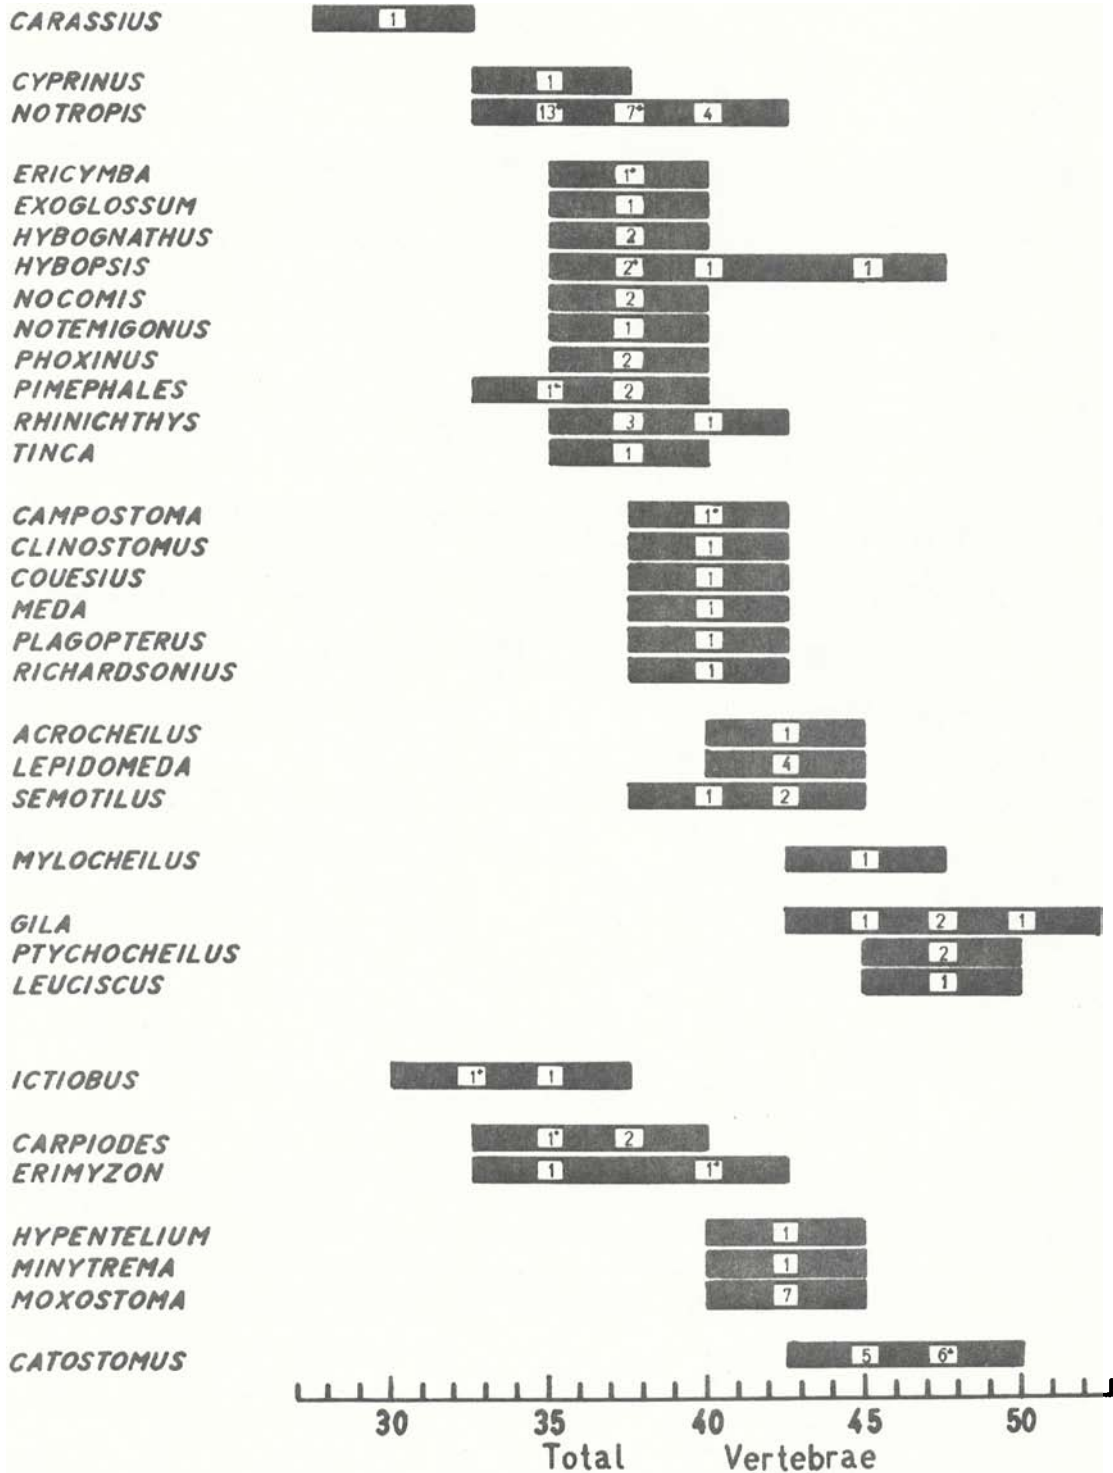 CARASSIUS 1
CYPRINUS 1
NOTROPIS 13* 7* 4
ERICYMBA 1*
EXOGLOSSUM 1
HYBOGNATHUS 2
HYBOPSIS 2* 1 1
NOCOMIS 2
NOTEMIGONUS 1
PHOXINUS 2
PIMEPHALES 1* 2
RHINICHTHYS 3 1
TINCA 1
CAMPOSTOMA 1*
CLINOSTOMUS 1
COUESIUS 1
MEDA 1
PLAGOPTERUS 1
RICHARDSONIUS 1
ACROCHEILUS 1
LEPIDOMEDA 4
SEMOTILUS 1 2
MYLOCHEILUS 1
GILA 1 2 1
PTYCHOCHEILUS 2
LEUCISCUS 1
ICTIOBUS 1* 1
CARPIODES 1* 2
ERIMYZON 1 1*
HYPENTELIUM 1
MINYTREMA 1
MOXOSTOMA 7
CATOSTOMUS 5 6*
30 35 40 45 50
Total Vertebrae